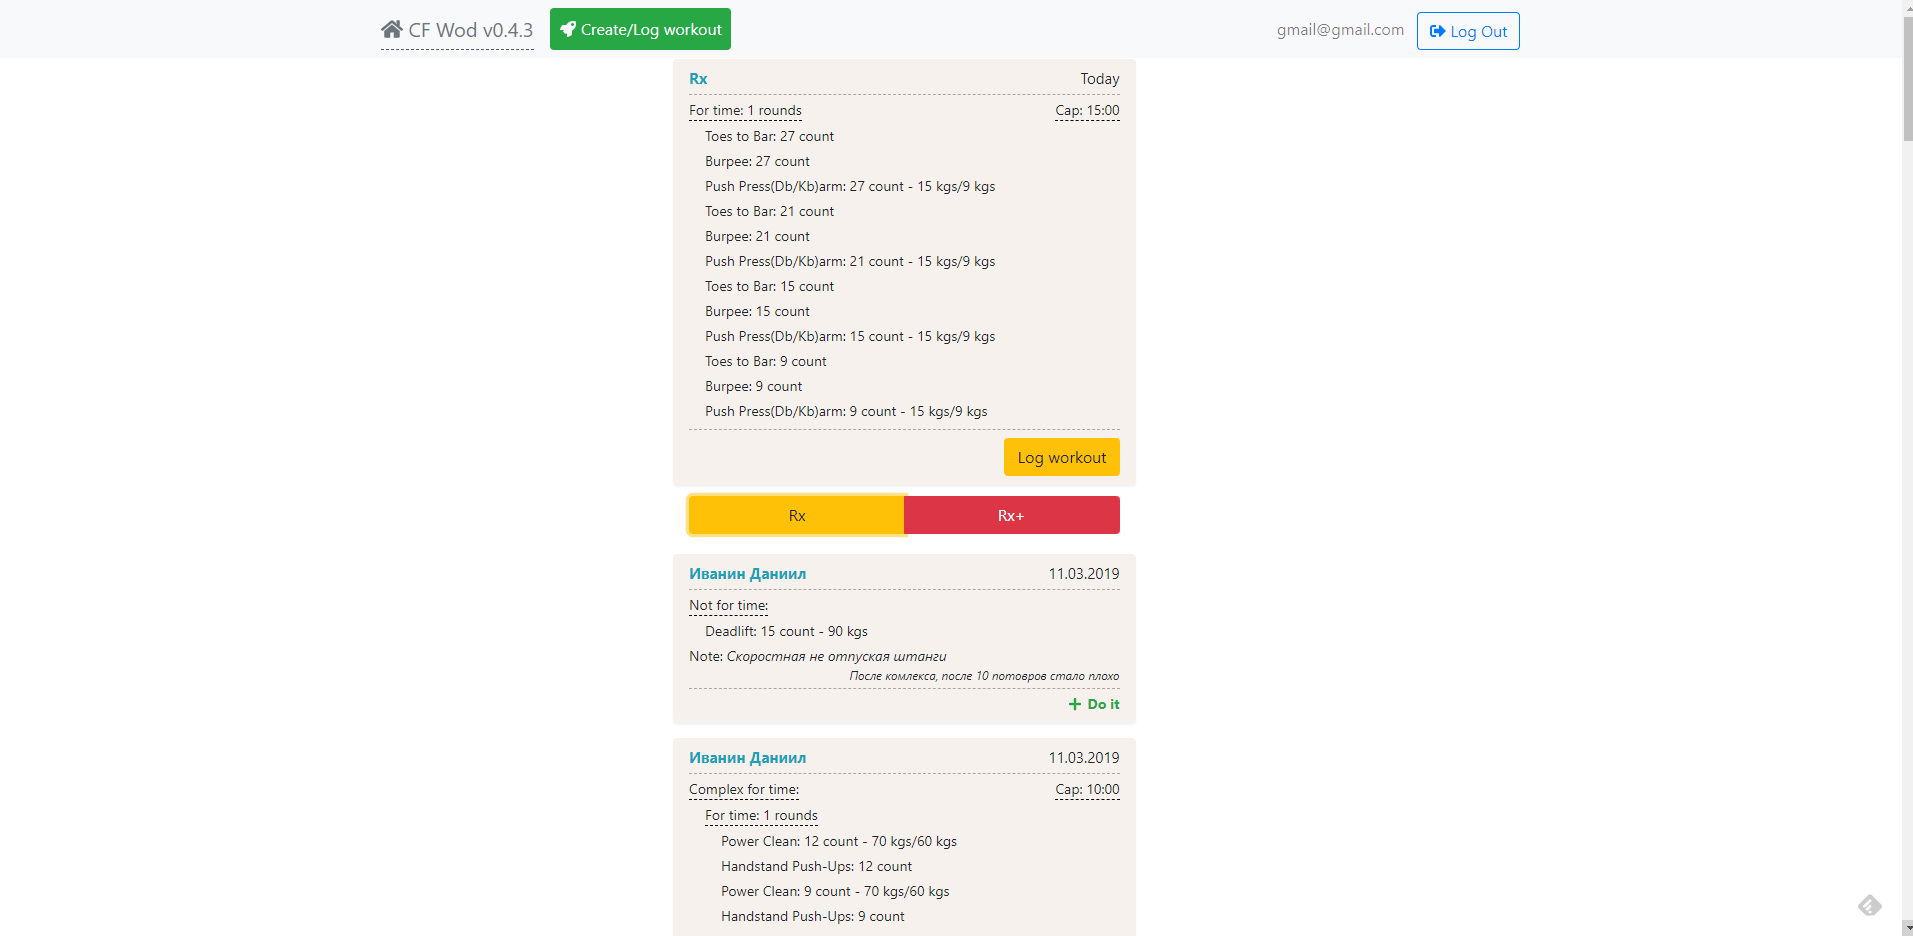 CF Wod v0.4.3
Create/Log workout
gmail@gmail.com
Log Out
Rx
Today
For time: 1 rounds
Cap: 15:00
Toes to Bar: 27 count
Burpee: 27 count
Push Press(Db/Kb)arm: 27 count - 15 kgs/9 kgs
Toes to Bar: 21 count
Burpee: 21 count
Push Press(Db/Kb)arm: 21 count - 15 kgs/9 kgs
Toes to Bar: 15 count
Burpee: 15 count
Push Press(Db/Kb)arm: 15 count - 15 kgs/9 kgs
Toes to Bar: 9 count
Burpee: 9 count
Push Press(Db/Kb)arm: 9 count - 15 kgs/9 kgs
Log workout
Rx
Rx+
Иванин Даниил
11.03.2019
Not for time:
Deadlift: 15 count - 90 kgs
Note: Скоростная не отпуская штанги
После комлекса, после 10 потовров стало плохо
Do it
Иванин Даниил
11.03.2019
Complex for time:
Cap: 10:00
For time: 1 rounds
Power Clean: 12 count - 70 kgs/60 kgs
Handstand Push-Ups: 12 count
Power Clean: 9 count - 70 kgs/60 kgs
Handstand Push-Ups: 9 count